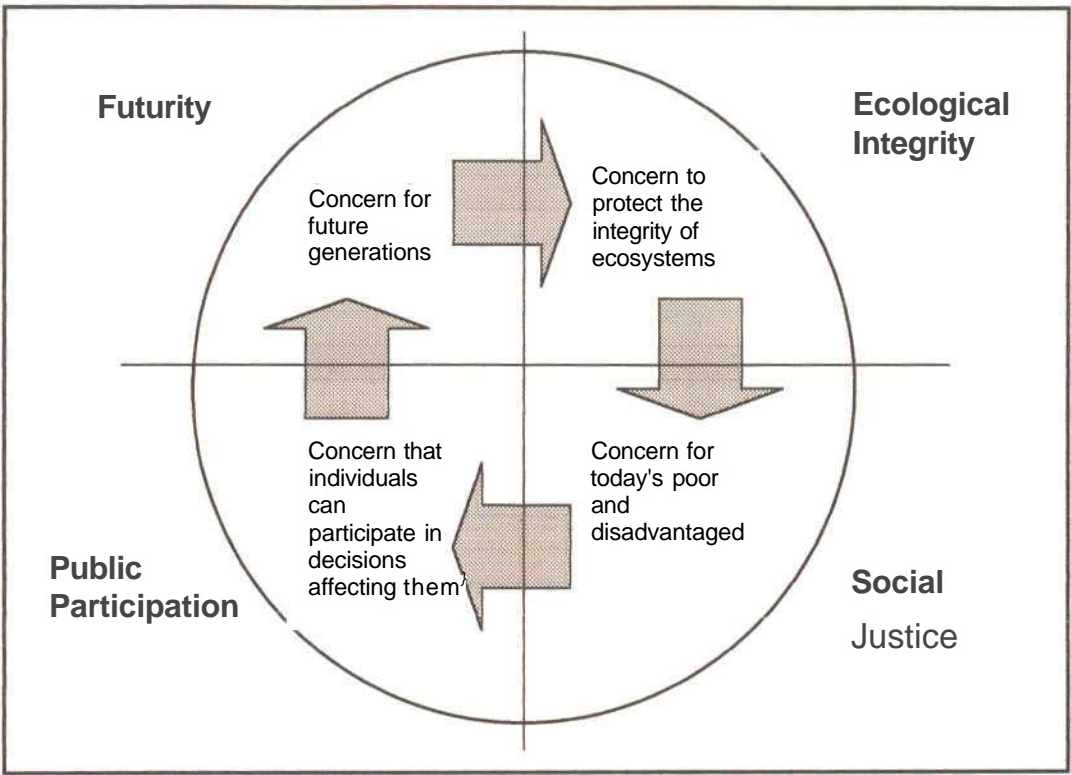 Futurity
Ecological
Integrity
Concern for
future
generations
Concern to
protect the
integrity of
ecosystems
Concern that
individuals
can
participate in
decisions
affecting them
Concern for
today's poor
and
disadvantaged
Public
Participation
Social
Justice